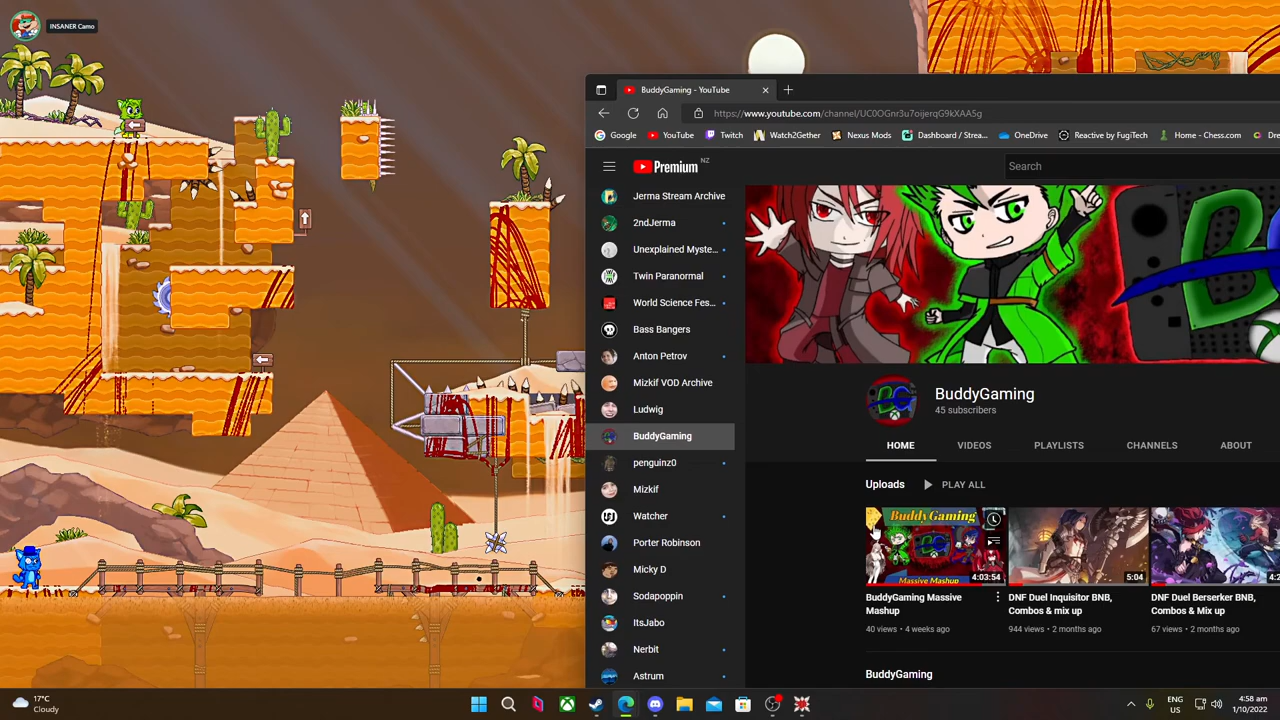 INSANER Camo
BuddyGaming - YouTube
https://www.youtube.com/channel/UC0OGnr3u7oijerqG9kXAA5g
Google
YouTube
Twitch
Watch2Gether
Nexus Mods
Dashboard / Strea...
OneDrive
Reactive by FugiTech
Home - Chess.com
Premium NZ
Search
Jerma Stream Archive
2ndJerma
Unexplained Myste...
Twin Paranormal
World Science Fes...
Bass Bangers
Anton Petrov
Mizkif VOD Archive
Ludwig
BuddyGaming
penguinz0
Mizkif
Watcher
Porter Robinson
Micky D
Sodapoppin
ItsJabo
Nerbit
Astrum
BuddyGaming
45 subscribers
HOME
VIDEOS
PLAYLISTS
CHANNELS
ABOUT
Uploads
PLAY ALL
Buddy Gaming
Massive Mashup
4:03:54
5:04
BuddyGaming Massive
Mashup
40 views • 4 weeks ago
DNF Duel Inquisitor BNB,
Combos & mix up
944 views • 2 months ago
DNF Duel Berserker BNB,
Combos & Mix up
67 views • 2 months ago
BuddyGaming
17°C
Cloudy
ENG
US
4:58 am
1/10/2022